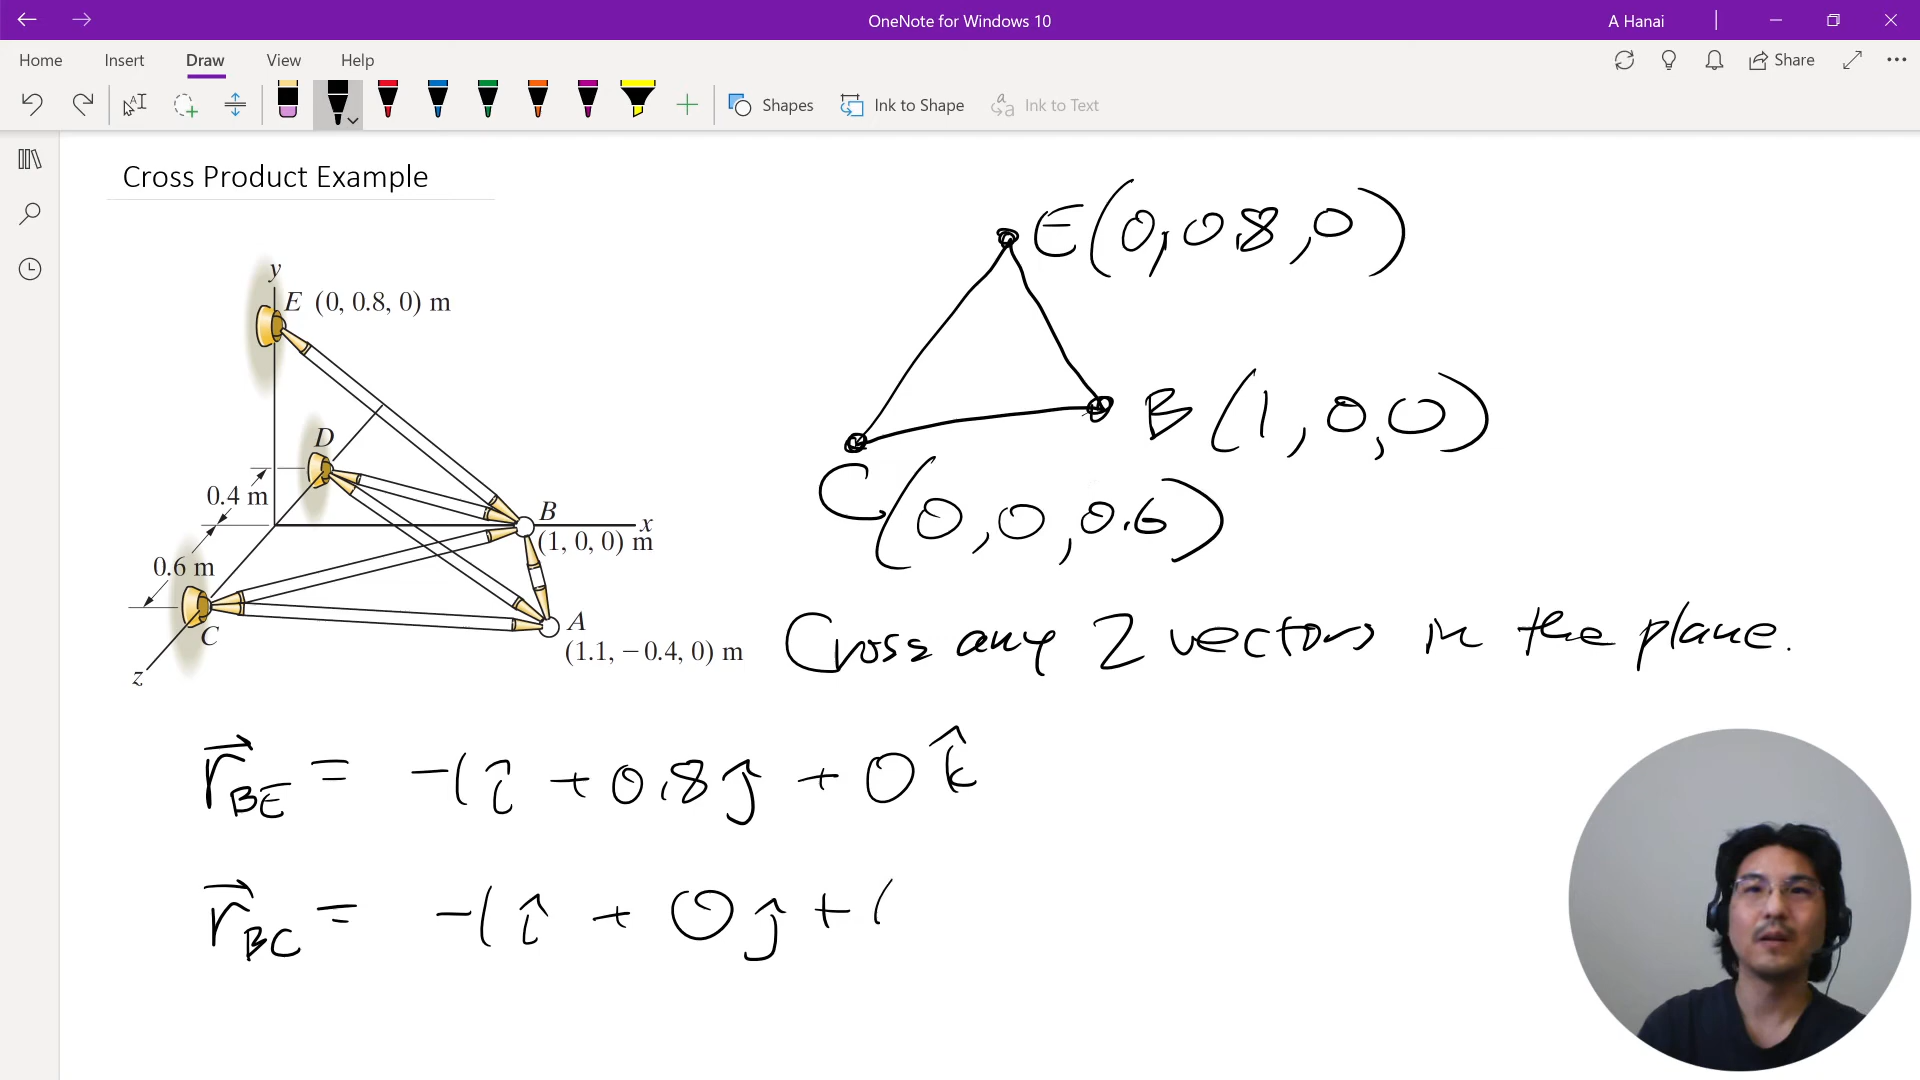 OneNote for Windows 10
A Hanai
Home Insert Draw View Help
Share
Shapes Ink to Shape Ink to Text
Cross Product Example
y
E (0, 0.8, 0) m
D
0.4 m
B
x
(1, 0, 0) m
0.6 m
C
A
(1.1, −0.4, 0) m
z
E(0,0.8,0)
B(1,0,0)
C(0,0,0.6)
Cross any 2 vectors in the plane.
r⃗BE = -1î + 0.8ĵ + 0k̂
r⃗BC = -1î + 0ĵ + (